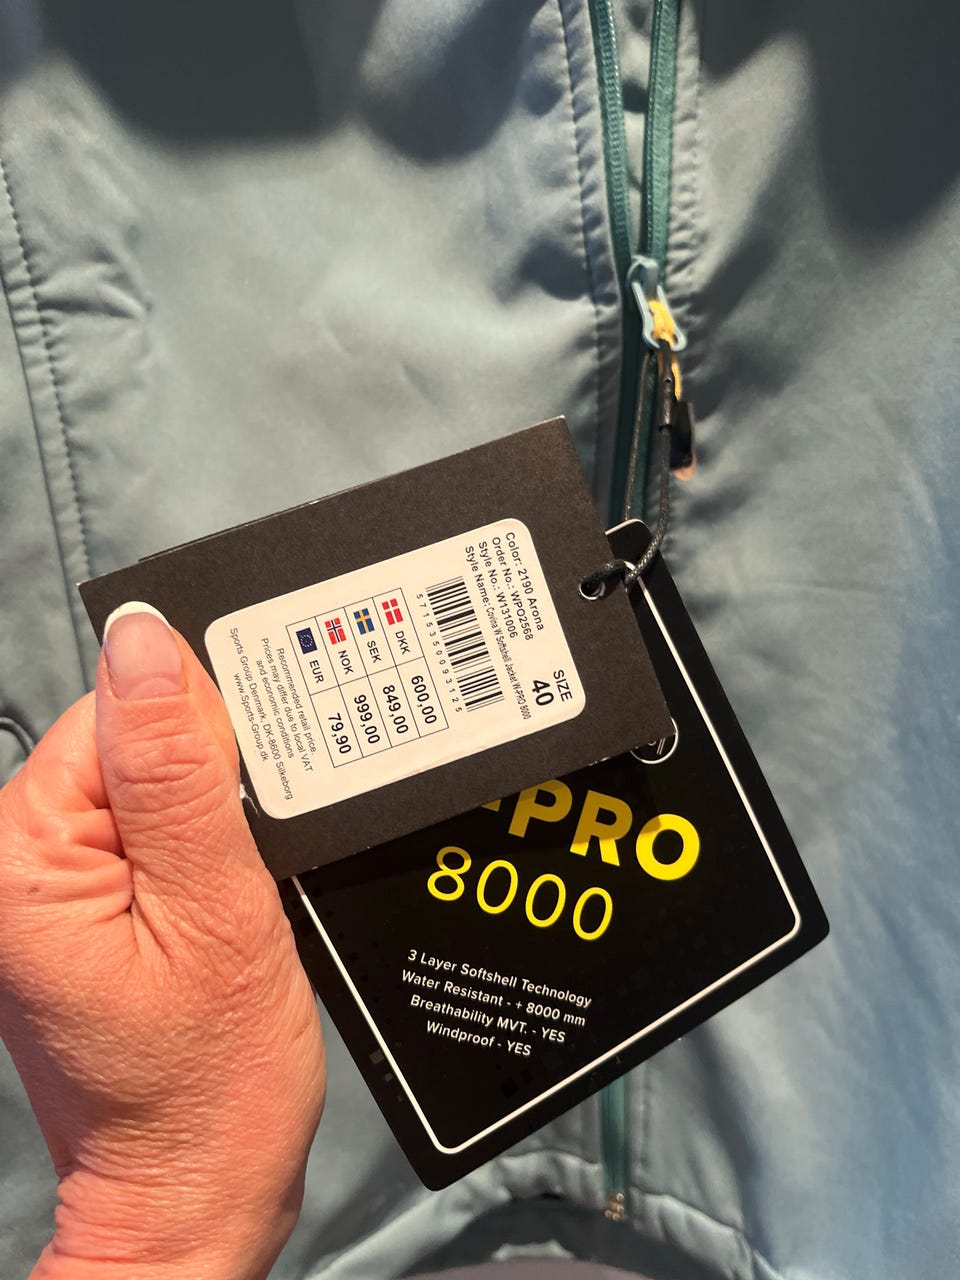 Color: 2190 Arona
Order No.: WPO2568
Style No.: W131006
Style Name: Covina W Softshell Jacket W-PRO 8000
SIZE
40
5715350093125
DKK 600,00
SEK 849,00
NOK 999,00
EUR 79,90
Recommended retail price.
Prices may differ due to local VAT
and economic conditions
Sports Group Denmark, DK-8600 Silkeborg
www.Sports-Group.dk
-PRO
8000
3 Layer Softshell Technology
Water Resistant - + 8000 mm
Breathability MVT. - YES
Windproof - YES